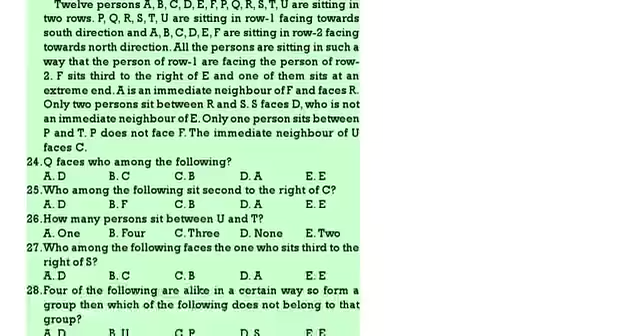 Twelve persons A, B, C, D, E, F, P, Q, R, S, T, U are sitting in
two rows. P, Q, R, S, T, U are sitting in row-1 facing towards
south direction and A, B, C, D, E, F are sitting in row-2 facing
towards north direction. All the persons are sitting in such a
way that the person of row-1 are facing the person of row-
2. F sits third to the right of E and one of them sits at an
extreme end. A is an immediate neighbour of F and faces R.
Only two persons sit between R and S. S faces D, who is not
an immediate neighbour of E. Only one person sits between
P and T. P does not face F. The immediate neighbour of U
faces C.
24. Q faces who among the following?
A. D B. C C. B D. A E. E
25. Who among the following sit second to the right of C?
A. D B. F C. B D. A E. E
26. How many persons sit between U and T?
A. One B. Four C. Three D. None E. Two
27. Who among the following faces the one who sits third to the
right of S?
A. D B. C C. B D. A E. E
28. Four of the following are alike in a certain way so form a
group then which of the following does not belong to that
group?
A. D B. U C. P D. S E. F